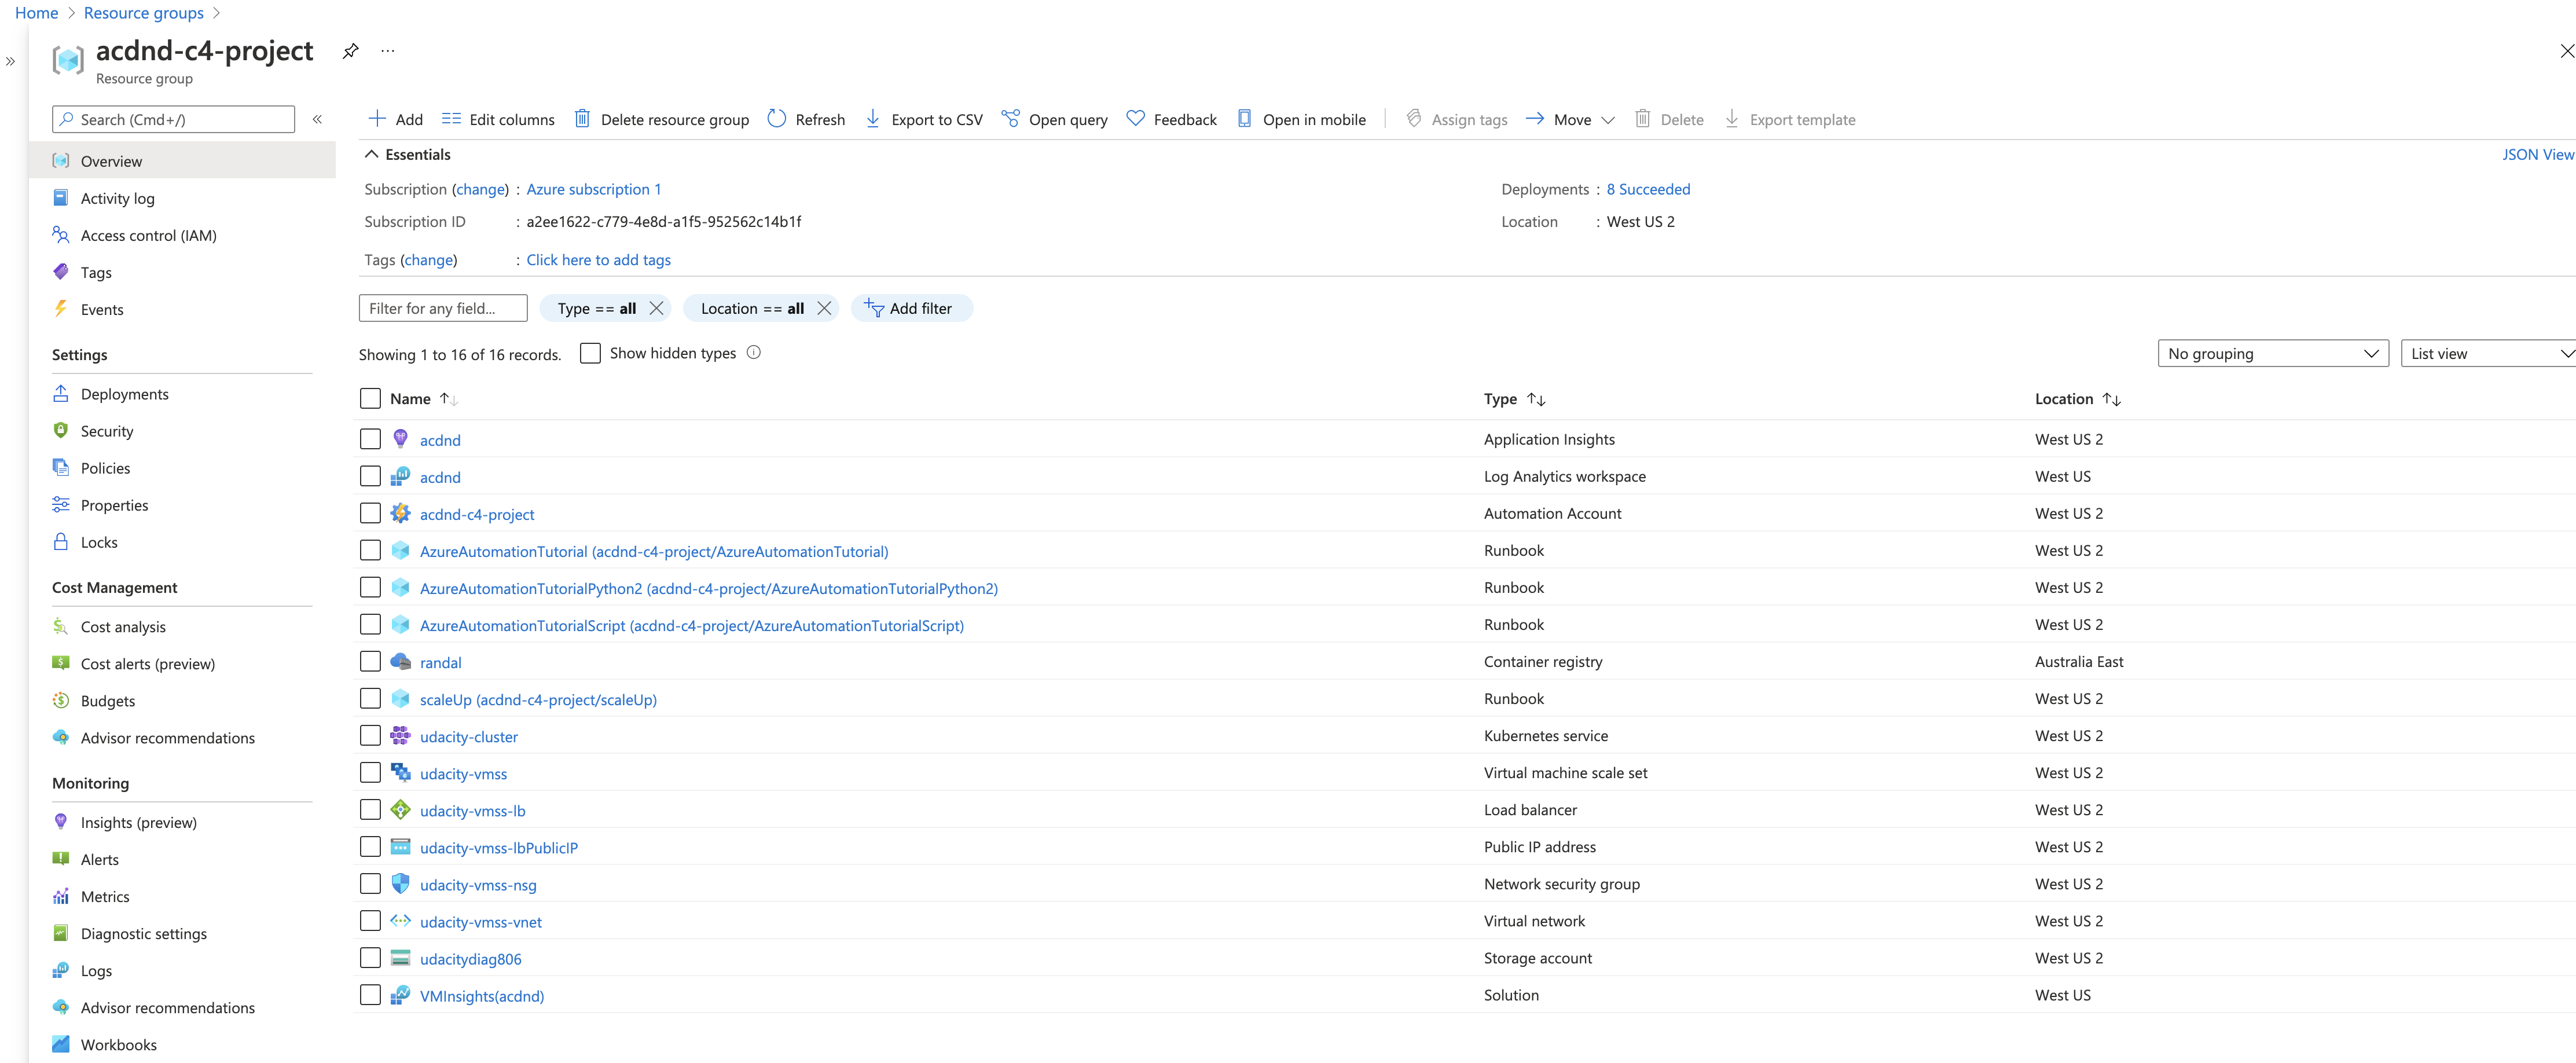 Home > Resource groups >
acdnd-c4-project
Resource group
Search (Cmd+/)
Overview
Activity log
Access control (IAM)
Tags
Events
Settings
Deployments
Security
Policies
Properties
Locks
Cost Management
Cost analysis
Cost alerts (preview)
Budgets
Advisor recommendations
Monitoring
Insights (preview)
Alerts
Metrics
Diagnostic settings
Logs
Advisor recommendations
Workbooks
Add Edit columns Delete resource group Refresh Export to CSV Open query Feedback Open in mobile Assign tags Move Delete Export template
Essentials JSON View
Subscription (change) : Azure subscription 1 Deployments : 8 Succeeded
Subscription ID : a2ee1622-c779-4e8d-a1f5-952562c14b1f Location : West US 2
Tags (change) : Click here to add tags
Filter for any field... Type == all Location == all Add filter
Showing 1 to 16 of 16 records. Show hidden types No grouping List view
Name Type Location
acdnd Application Insights West US 2
acdnd Log Analytics workspace West US
acdnd-c4-project Automation Account West US 2
AzureAutomationTutorial (acdnd-c4-project/AzureAutomationTutorial) Runbook West US 2
AzureAutomationTutorialPython2 (acdnd-c4-project/AzureAutomationTutorialPython2) Runbook West US 2
AzureAutomationTutorialScript (acdnd-c4-project/AzureAutomationTutorialScript) Runbook West US 2
randal Container registry Australia East
scaleUp (acdnd-c4-project/scaleUp) Runbook West US 2
udacity-cluster Kubernetes service West US 2
udacity-vmss Virtual machine scale set West US 2
udacity-vmss-lb Load balancer West US 2
udacity-vmss-lbPublicIP Public IP address West US 2
udacity-vmss-nsg Network security group West US 2
udacity-vmss-vnet Virtual network West US 2
udacitydiag806 Storage account West US 2
VMInsights(acdnd) Solution West US